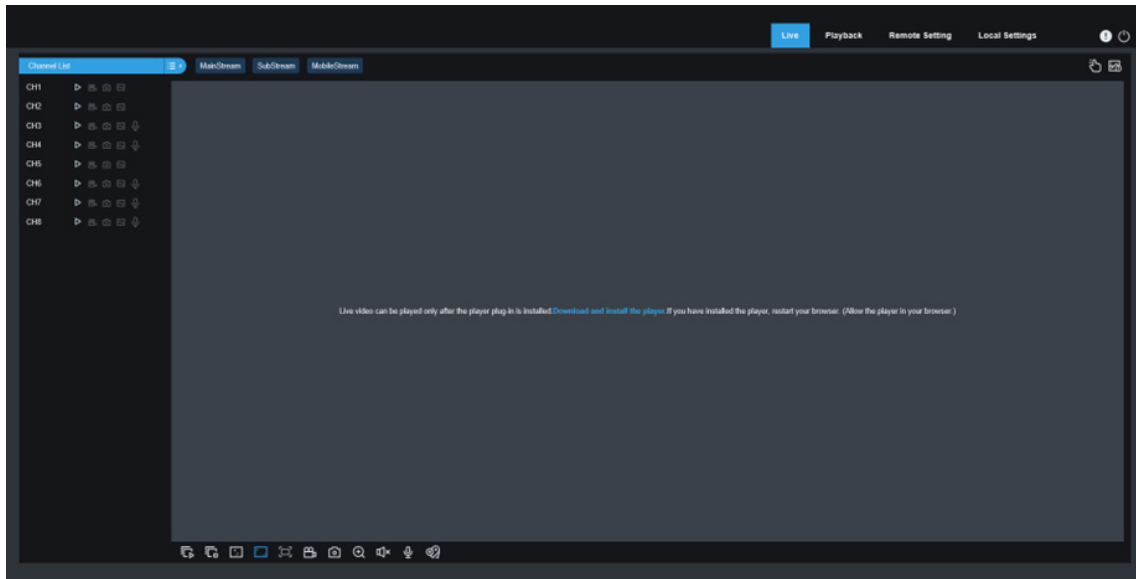 Live Playback Remote Setting Local Settings
Channel List MainStream SubStream MobileStream
CH1
CH2
CH3
CH4
CH5
CH6
CH7
CH8
Live video can be played only after the player plug-in is installed.Download and install the player.If you have installed the player, restart your browser. (Allow the player in your browser.)